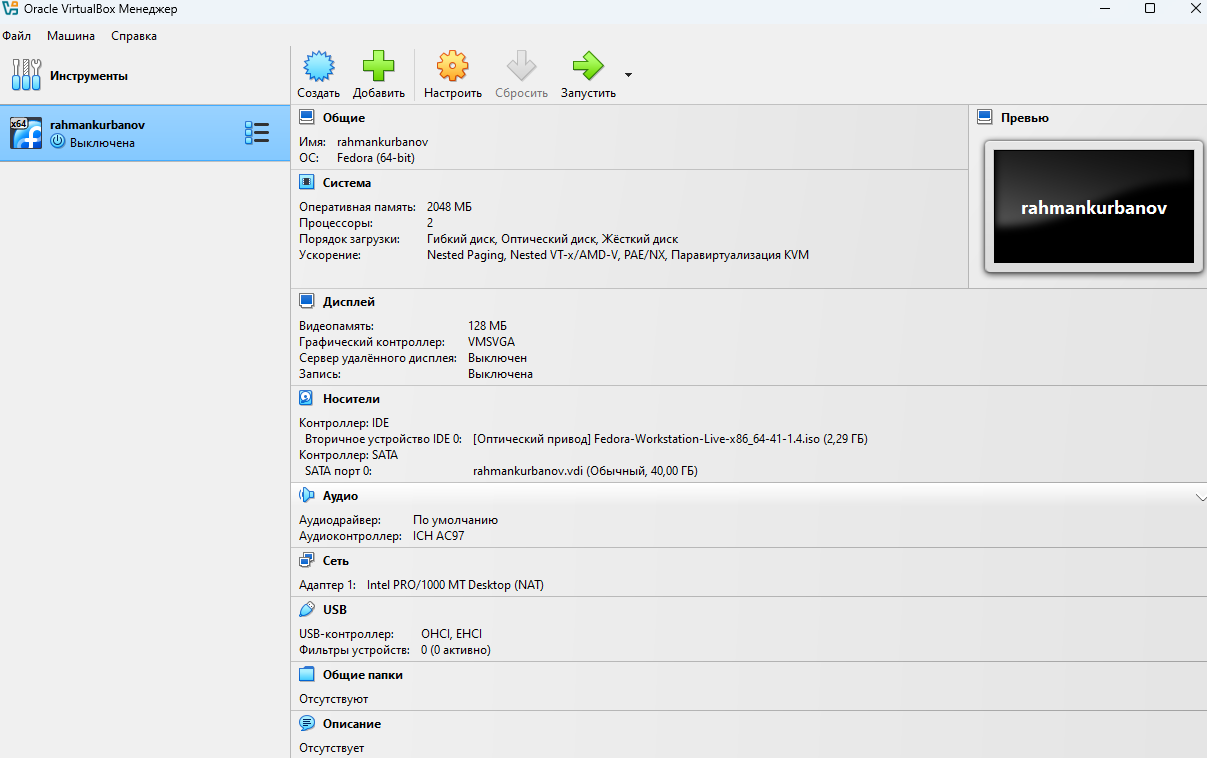 Oracle VirtualBox Менеджер
Файл Машина Справка
Инструменты
Создать Добавить Настроить Сбросить Запустить
x64
rahmankurbanov
Выключена
Общие
Имя: rahmankurbanov
ОС: Fedora (64-bit)
Превью
rahmankurbanov
Система
Оперативная память: 2048 МБ
Процессоры: 2
Порядок загрузки: Гибкий диск, Оптический диск, Жёсткий диск
Ускорение: Nested Paging, Nested VT-x/AMD-V, PAE/NX, Паравиртуализация KVM
Дисплей
Видеопамять: 128 МБ
Графический контроллер: VMSVGA
Сервер удалённого дисплея: Выключен
Запись: Выключена
Носители
Контроллер: IDE
Вторичное устройство IDE 0: [Оптический привод] Fedora-Workstation-Live-x86_64-41-1.4.iso (2,29 ГБ)
Контроллер: SATA
SATA порт 0: rahmankurbanov.vdi (Обычный, 40,00 ГБ)
Аудио
Аудиодрайвер: По умолчанию
Аудиоконтроллер: ICH AC97
Сеть
Адаптер 1: Intel PRO/1000 MT Desktop (NAT)
USB
USB-контроллер: OHCI, EHCI
Фильтры устройств: 0 (0 активно)
Общие папки
Отсутствуют
Описание
Отсутствует